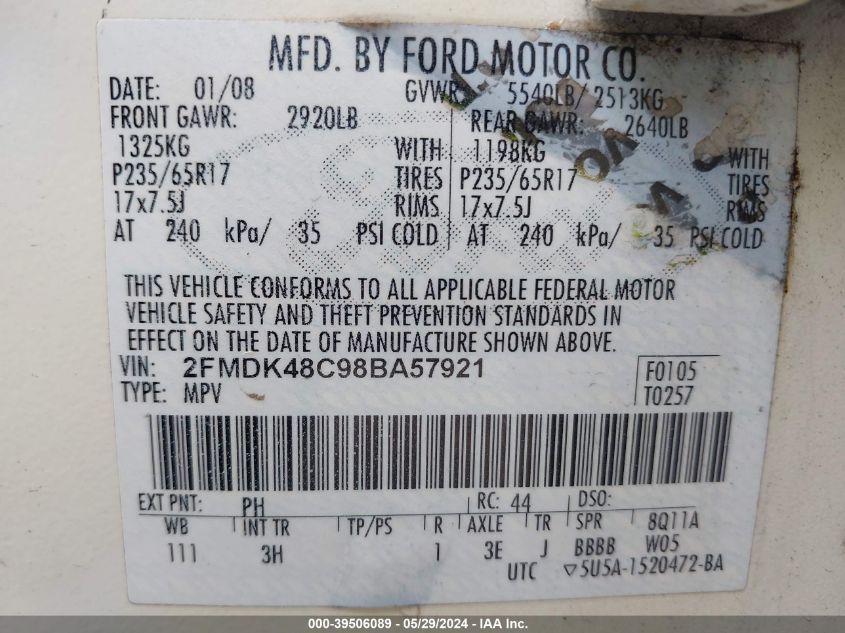 MFD. BY FORD MOTOR CO.
DATE: 01/08 GVWR: 5540LB/ 2513KG
FRONT GAWR: 2920LB REAR GAWR: 2640LB
1325KG WITH 1198KG WITH
P235/65R17 TIRES P235/65R17 TIRES
17x7.5J RIMS 17x7.5J RIMS
AT 240 kPa/ 35 PSI COLD AT 240 kPa/ 35 PSI COLD
THIS VEHICLE CONFORMS TO ALL APPLICABLE FEDERAL MOTOR
VEHICLE SAFETY AND THEFT PREVENTION STANDARDS IN
EFFECT ON THE DATE OF MANUFACTURE SHOWN ABOVE.
VIN: 2FMDK48C98BA57921 F0105
TYPE: MPV T0257
EXT PNT: PH RC: 44 DSO:
WB INT TR TP/PS R AXLE TR SPR 8Q11A
111 3H 1 3E J BBBB W05
UTC ▽5U5A-1520472-BA
000-39506089 - 05/29/2024 - IAA Inc.